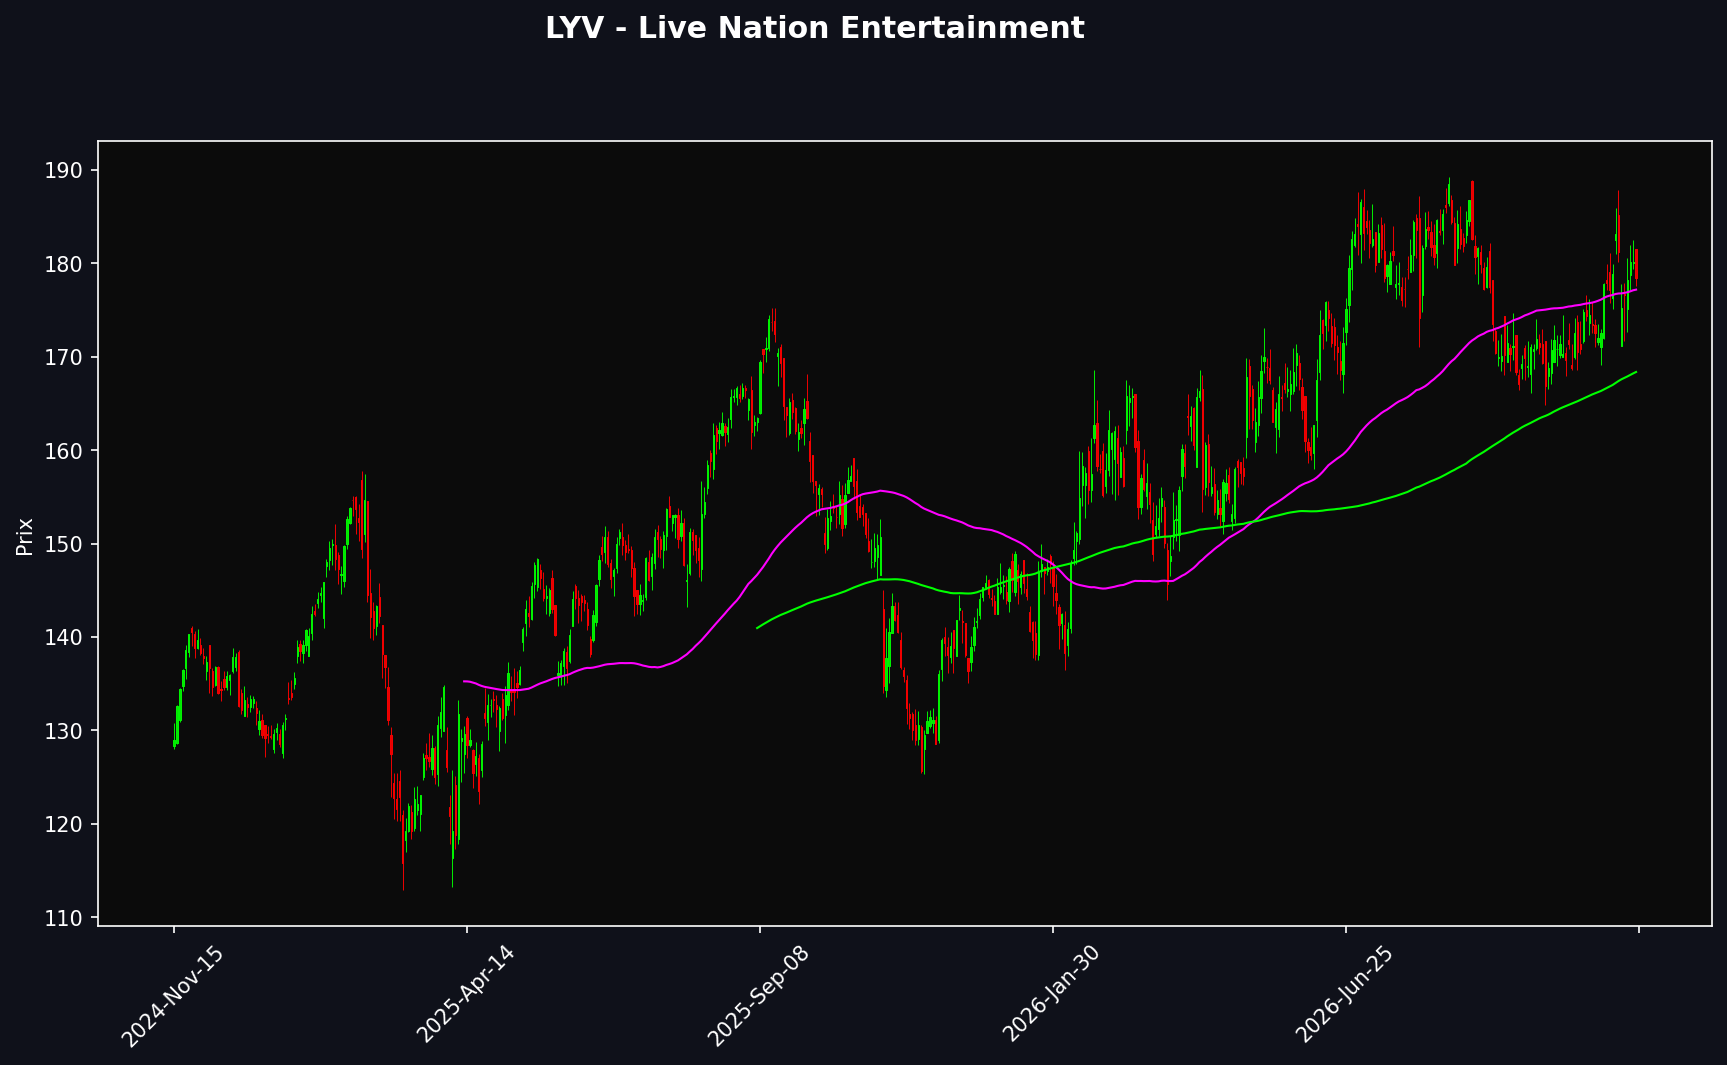 LYV - Live Nation Entertainment
Prix
190
180
170
160
150
140
130
120
110
2024-Nov-15
2025-Apr-14
2025-Sep-08
2026-Jan-30
2026-Jun-25